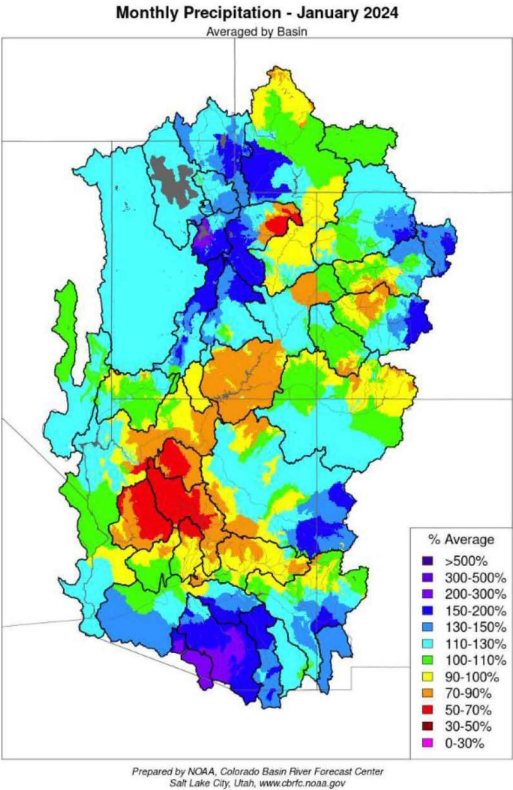 Monthly Precipitation - January 2024
Averaged by Basin
% Average
>500%
300-500%
200-300%
150-200%
130-150%
110-130%
100-110%
90-100%
70-90%
50-70%
30-50%
0-30%
Prepared by NOAA, Colorado Basin River Forecast Center
Salt Lake City, Utah, www.cbrfc.noaa.gov